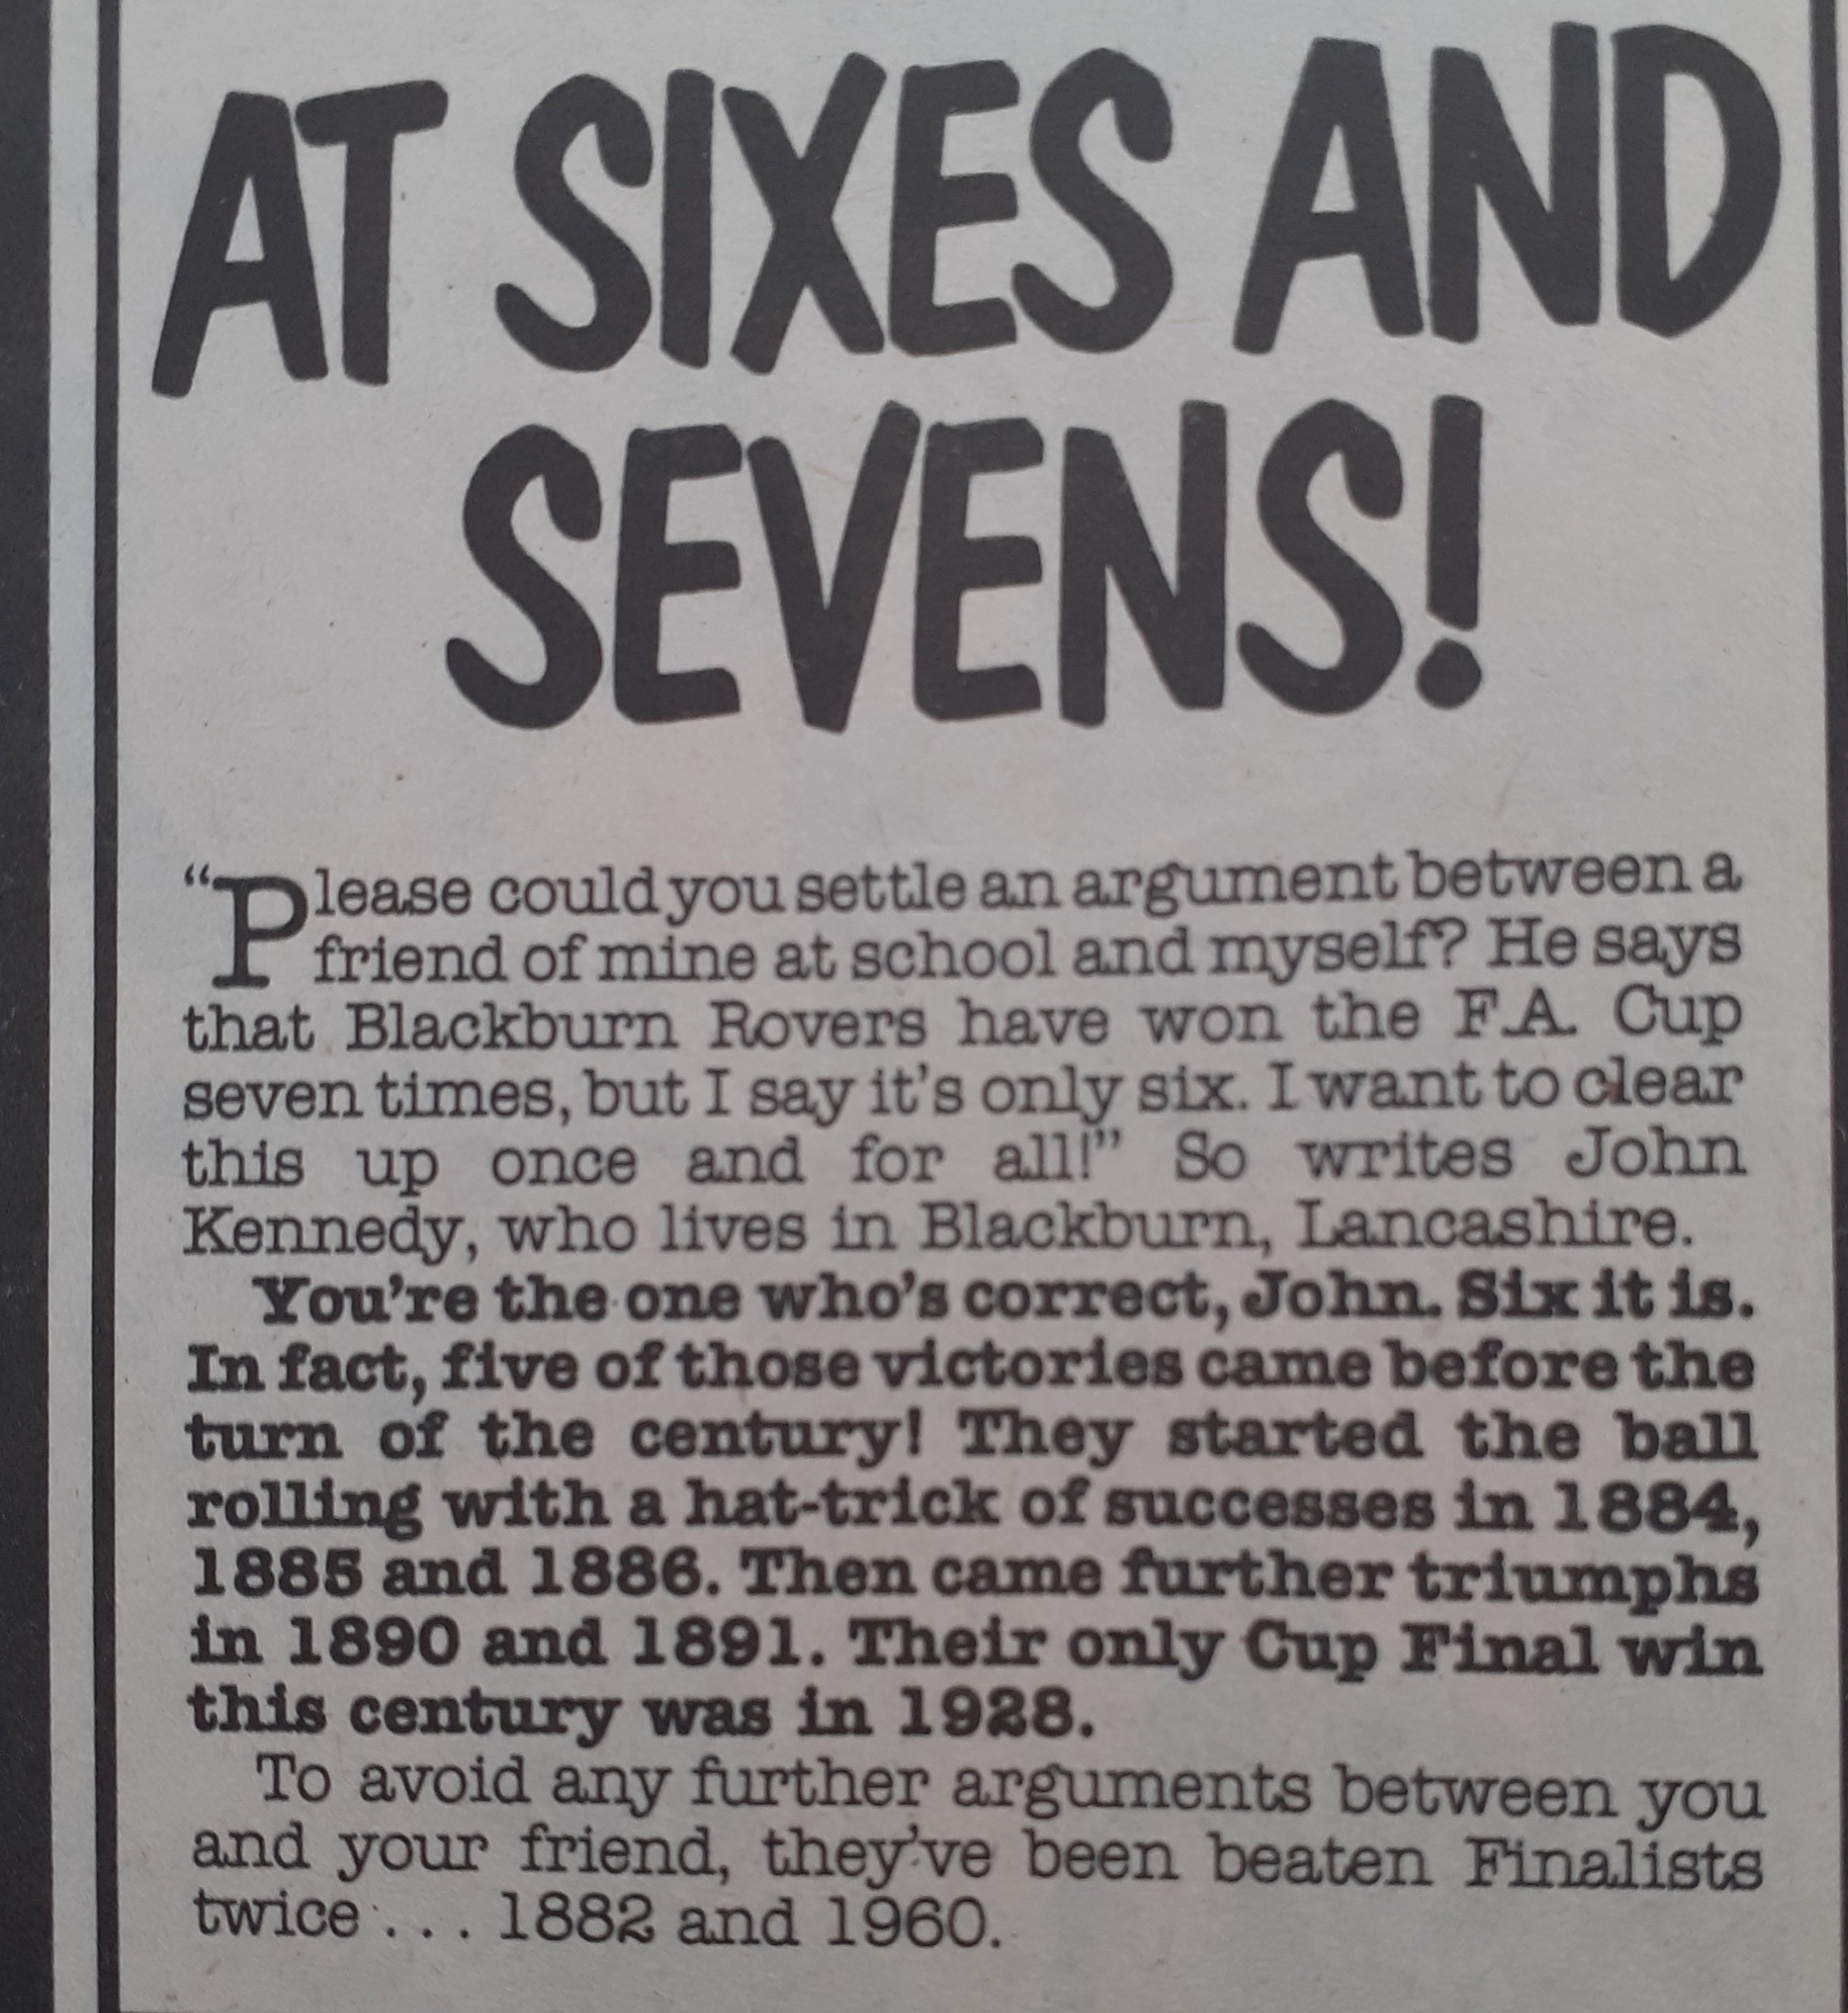 AT SIXES AND
SEVENS!
“Please could you settle an argument between a
friend of mine at school and myself? He says
that Blackburn Rovers have won the F.A. Cup
seven times, but I say it's only six. I want to clear
this up once and for all!” So writes John
Kennedy, who lives in Blackburn, Lancashire.
You're the one who's correct, John. Six it is.
In fact, five of those victories came before the
turn of the century! They started the ball
rolling with a hat-trick of successes in 1884,
1885 and 1886. Then came further triumphs
in 1890 and 1891. Their only Cup Final win
this century was in 1928.
To avoid any further arguments between you
and your friend, they've been beaten Finalists
twice . . . 1882 and 1960.